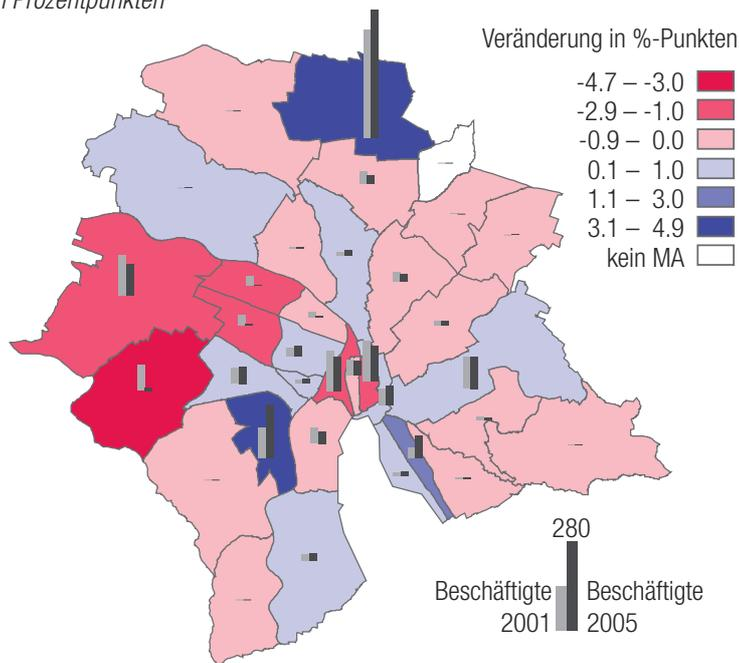 n Prozentpunkten
Veränderung in %-Punkten
-4.7 – -3.0
-2.9 – -1.0
-0.9 – 0.0
0.1 – 1.0
1.1 – 3.0
3.1 – 4.9
kein MA
280
Beschäftigte Beschäftigte
2001 2005